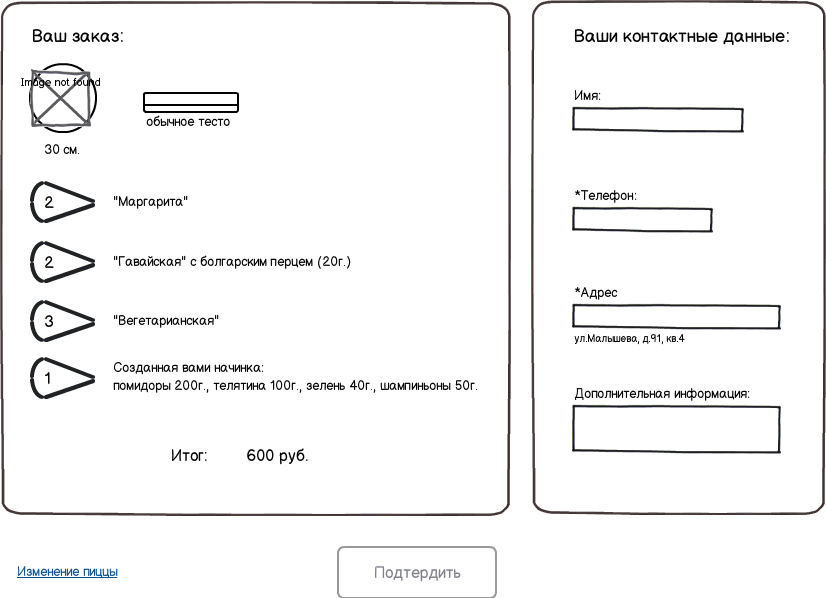 Ваш заказ:
Image not found
обычное тесто
30 см.
2
"Маргарита"
2
"Гавайская" с болгарским перцем (20г.)
3
"Вегетарианская"
1
Созданная вами начинка:
помидоры 200г., телятина 100г., зелень 40г., шампиньоны 50г.
Итог: 600 руб.
Ваши контактные данные:
Имя:
*Телефон:
*Адрес
ул.Малышева, д.91, кв.4
Дополнительная информация:
Изменение пиццы
Подтердить